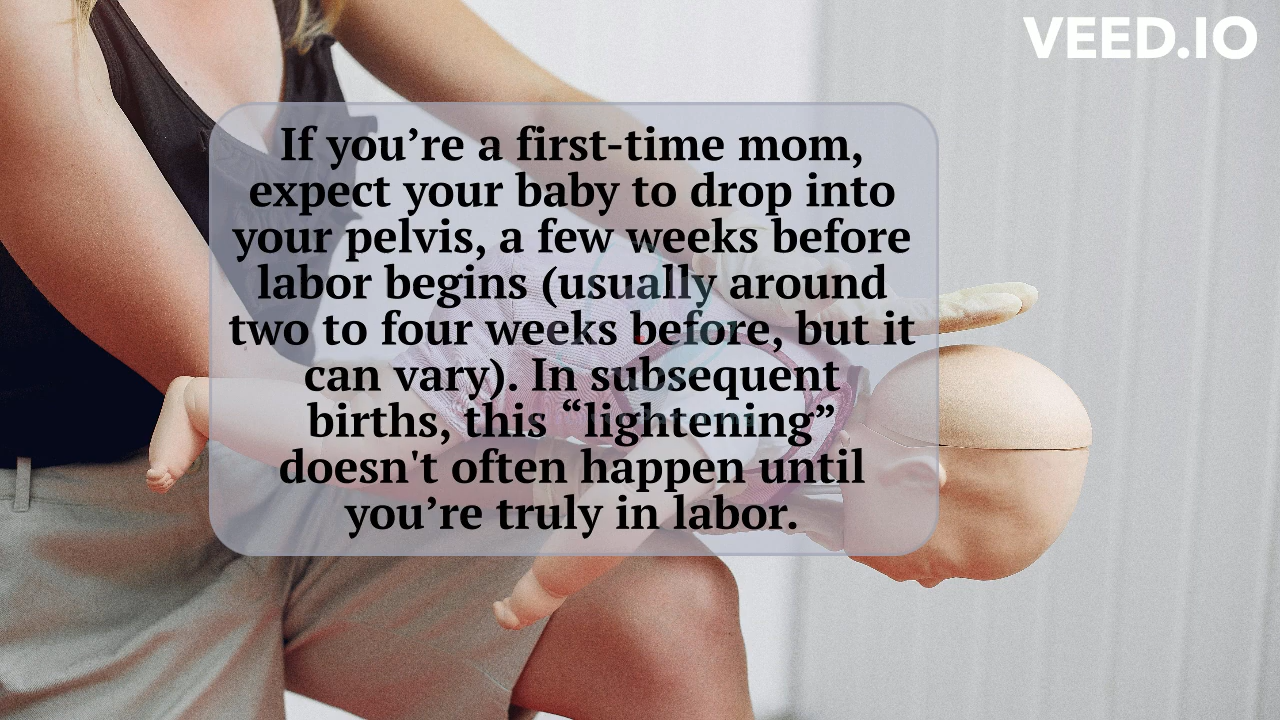 VEED.IO
If you’re a first-time mom,
expect your baby to drop into
your pelvis, a few weeks before
labor begins (usually around
two to four weeks before, but it
can vary). In subsequent
births, this “lightening”
doesn't often happen until
you’re truly in labor.